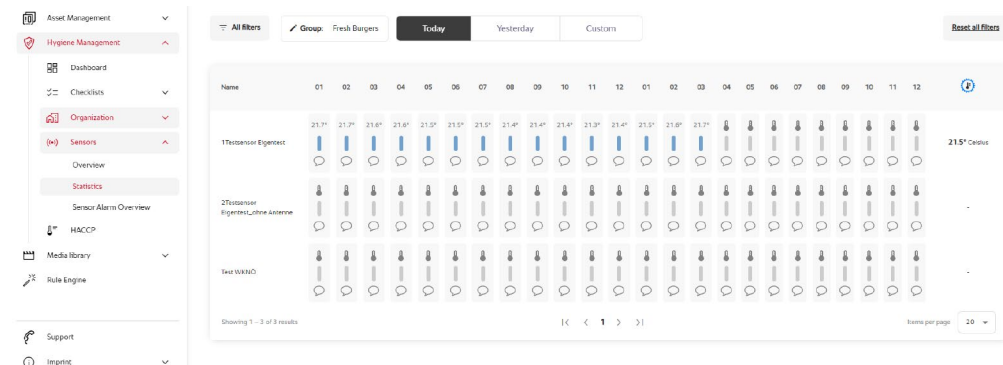 Asset Management
Hygiene Management
Dashboard
Checklists
Organization
Sensors
Overview
Statistics
Sensor Alarm Overview
HACCP
Media library
Rule Engine
Support
Imprint
All filters
Group: Fresh Burgers
Today
Yesterday
Custom
Reset all filters
Name 01 02 03 04 05 06 07 08 09 10 11 12 01 02 03 04 05 06 07 08 09 10 11 12
21.7° 21.7° 21.6° 21.6° 21.5° 21.5° 21.5° 21.4° 21.4° 21.4° 21.3° 21.4° 21.5° 21.6° 21.7°
1Testsensor Eigentest
21.5° Celsius
2Testsensor
Eigentest_ohne Antenne
-
Test WKNÖ
-
Showing 1 – 3 of 3 results
1
Items per page 20